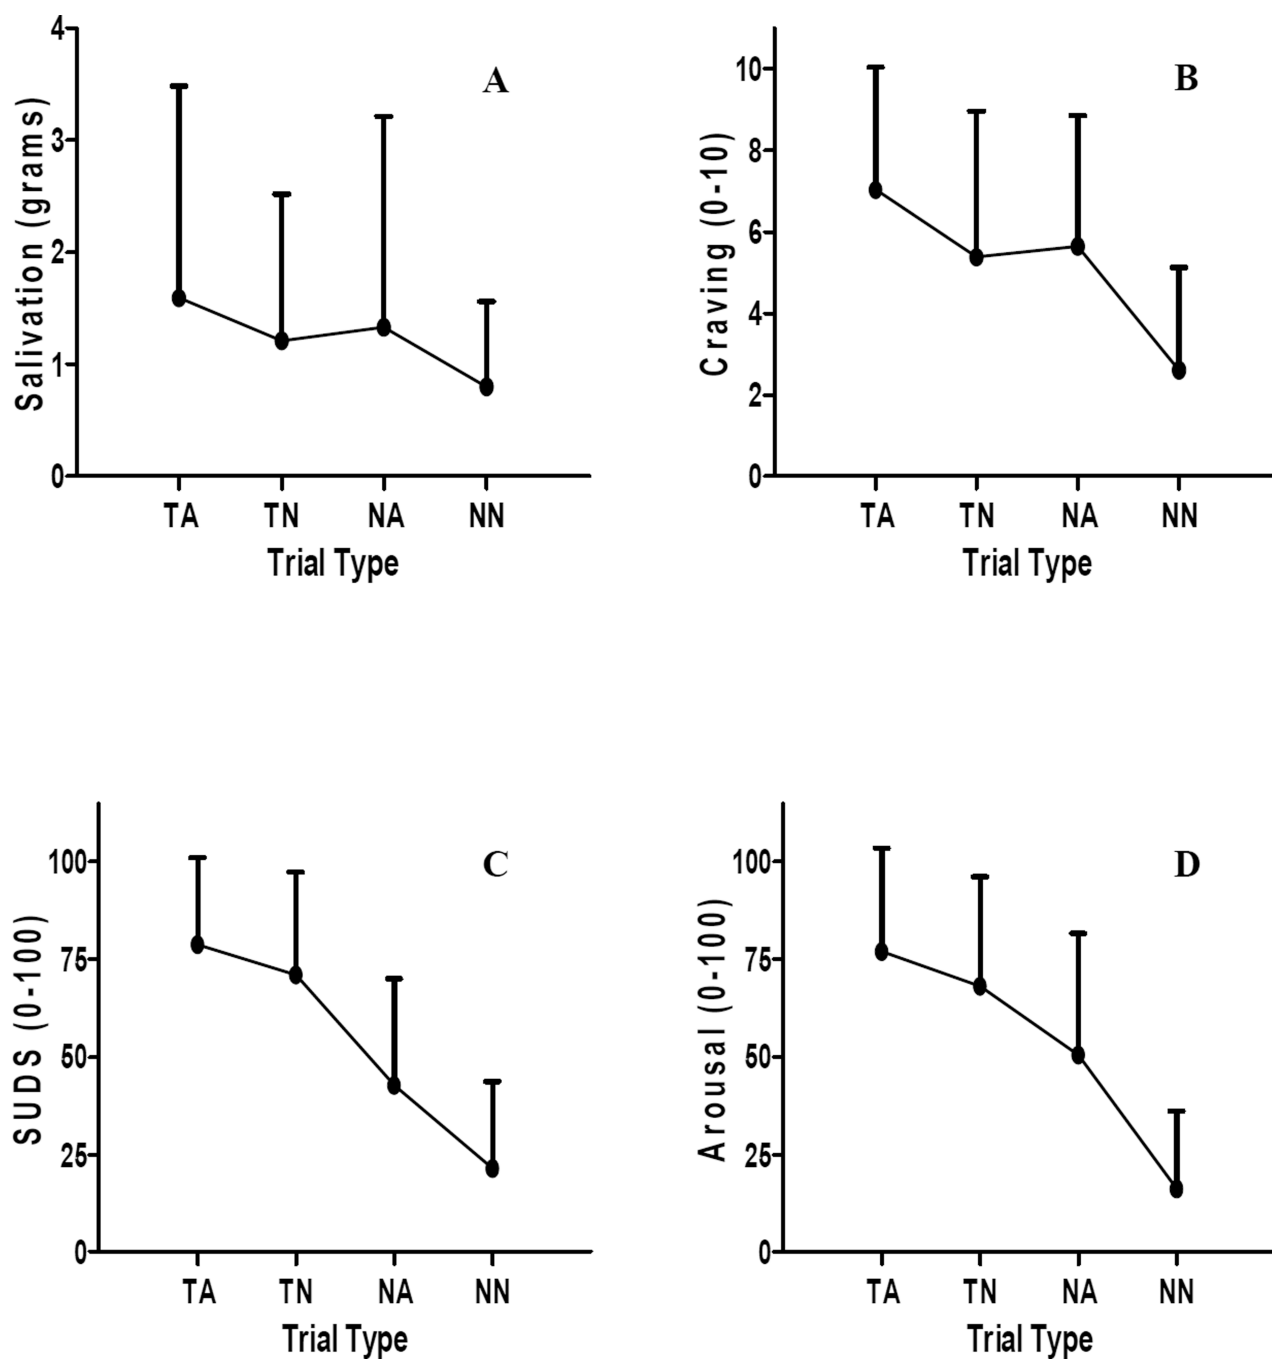 A
Salivation (grams)
4
3
2
1
0
TA TN NA NN
Trial Type
B
Craving (0-10)
10
8
6
4
2
0
TA TN NA NN
Trial Type
C
SUDS (0-100)
100
75
50
25
0
TA TN NA NN
Trial Type
D
Arousal (0-100)
100
75
50
25
0
TA TN NA NN
Trial Type